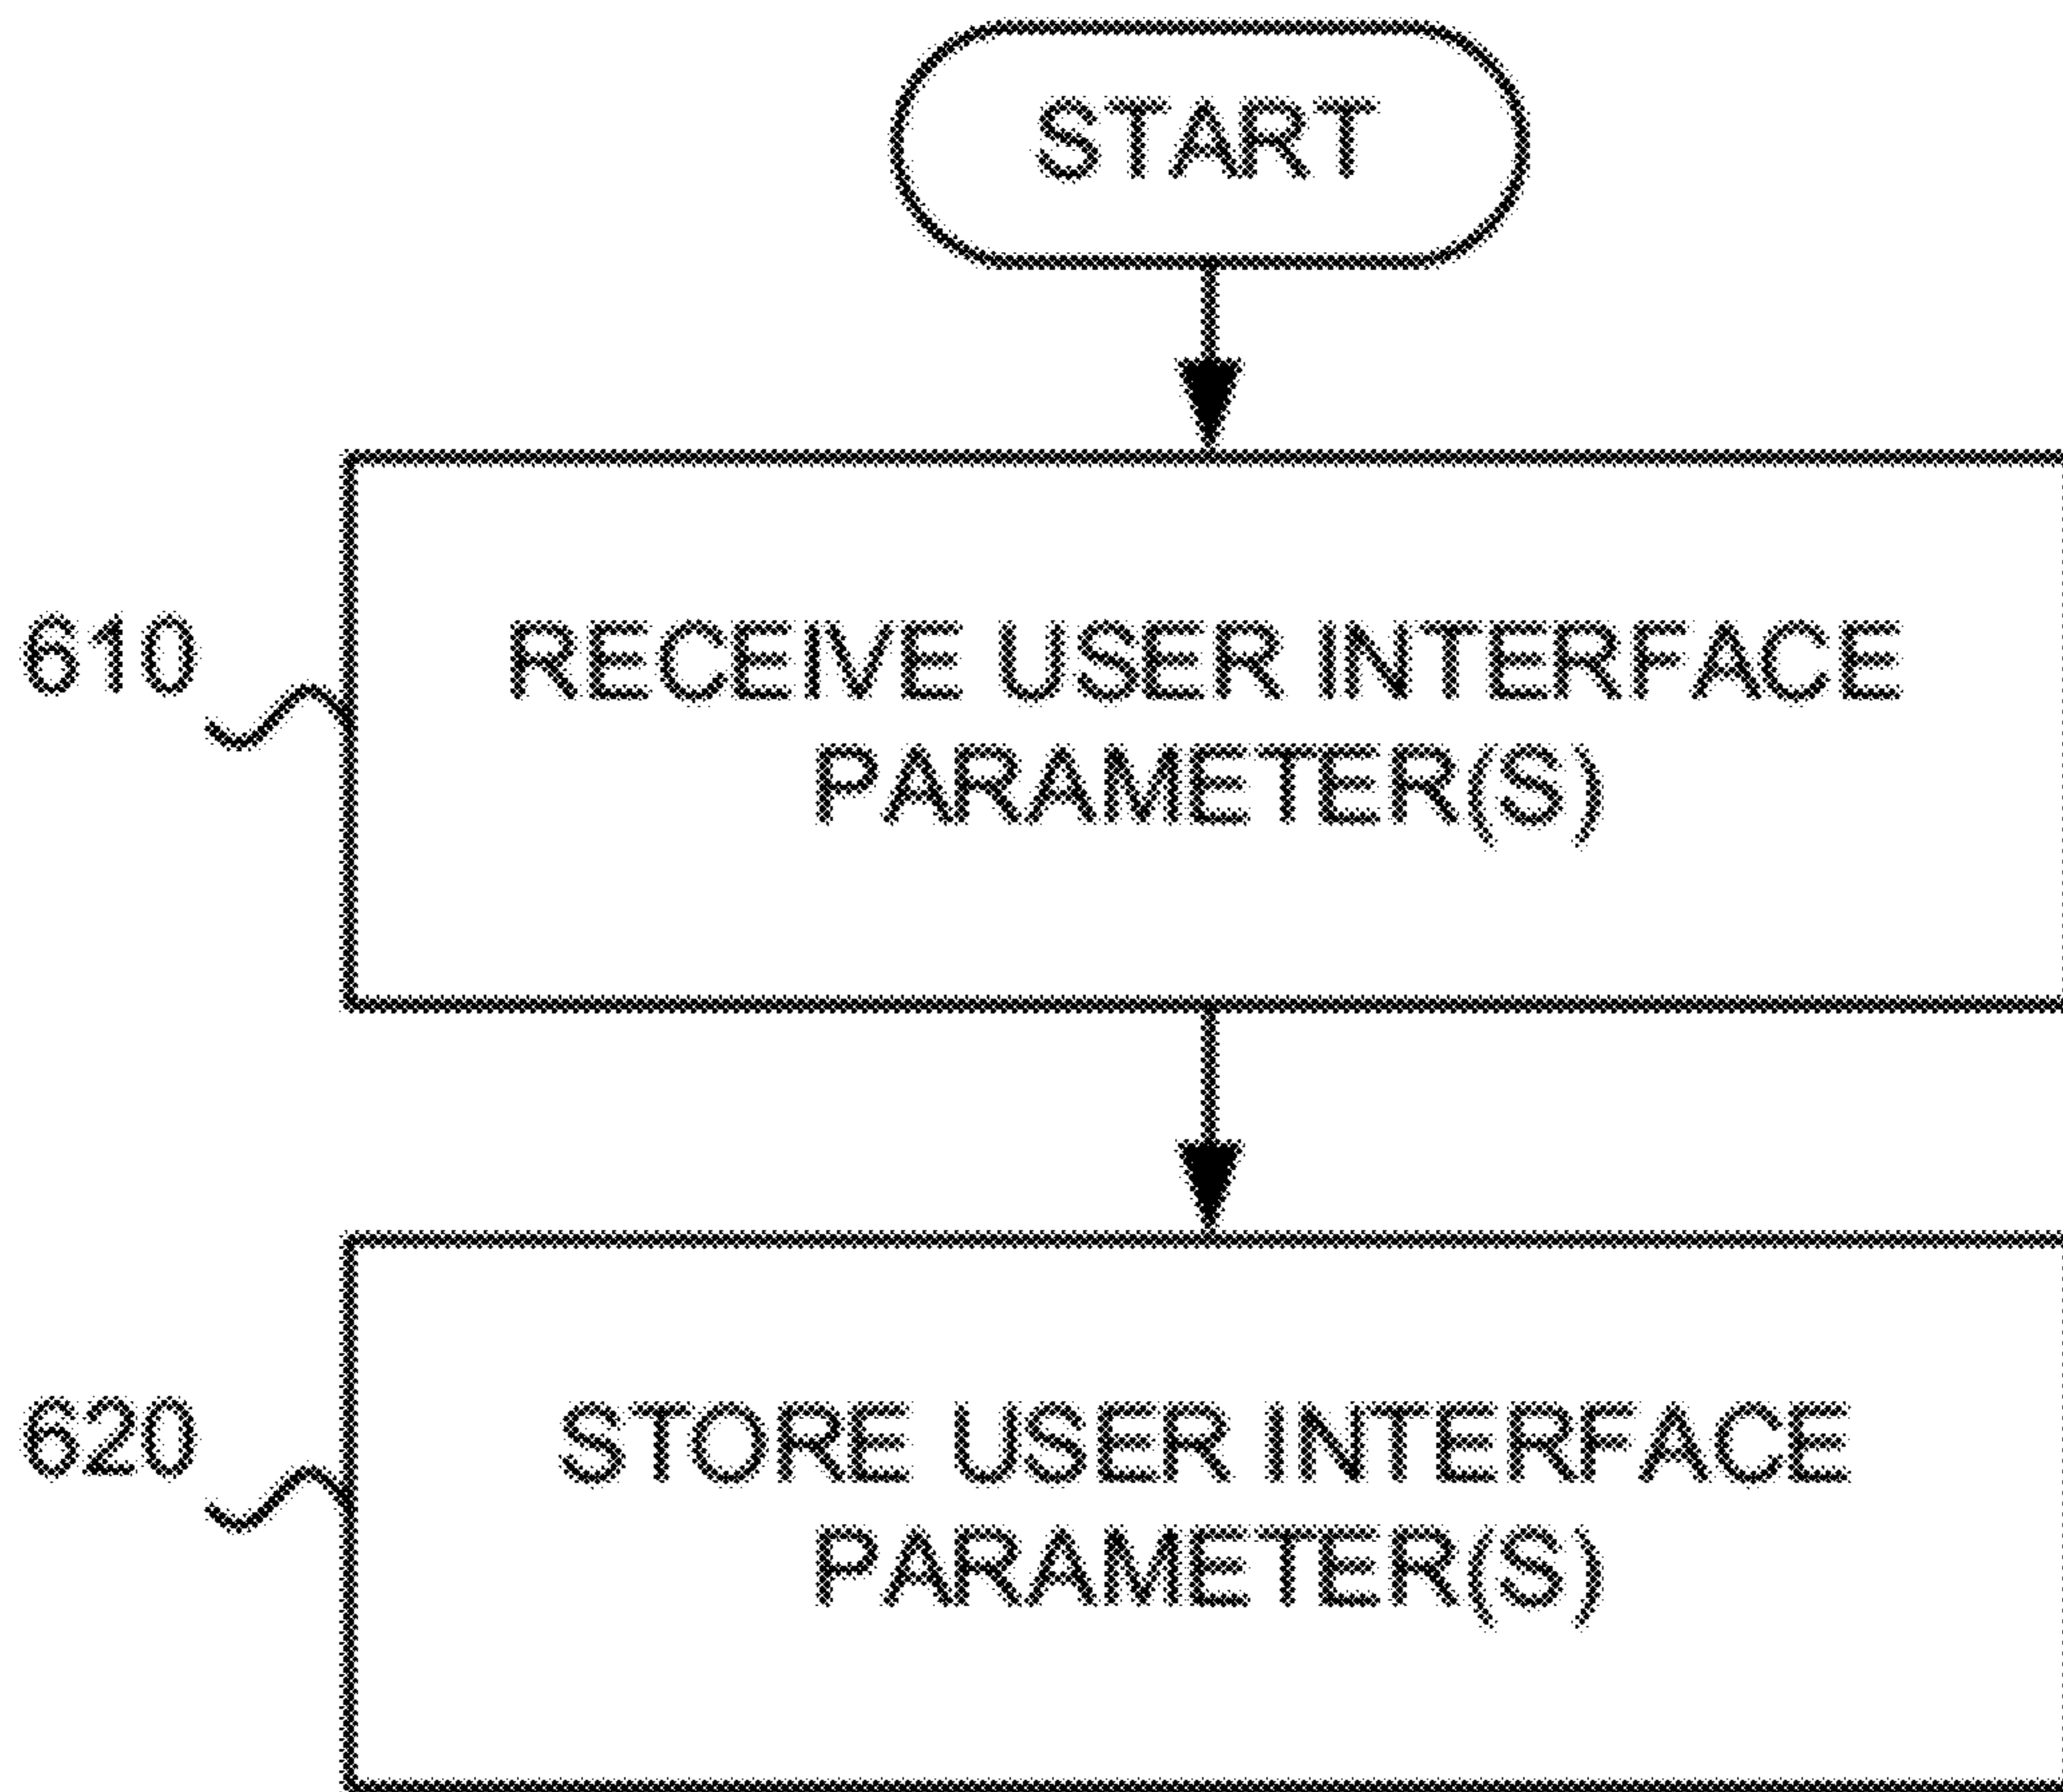 START
610
RECEIVE USER INTERFACE
PARAMETER(S)
620
STORE USER INTERFACE
PARAMETER(S)